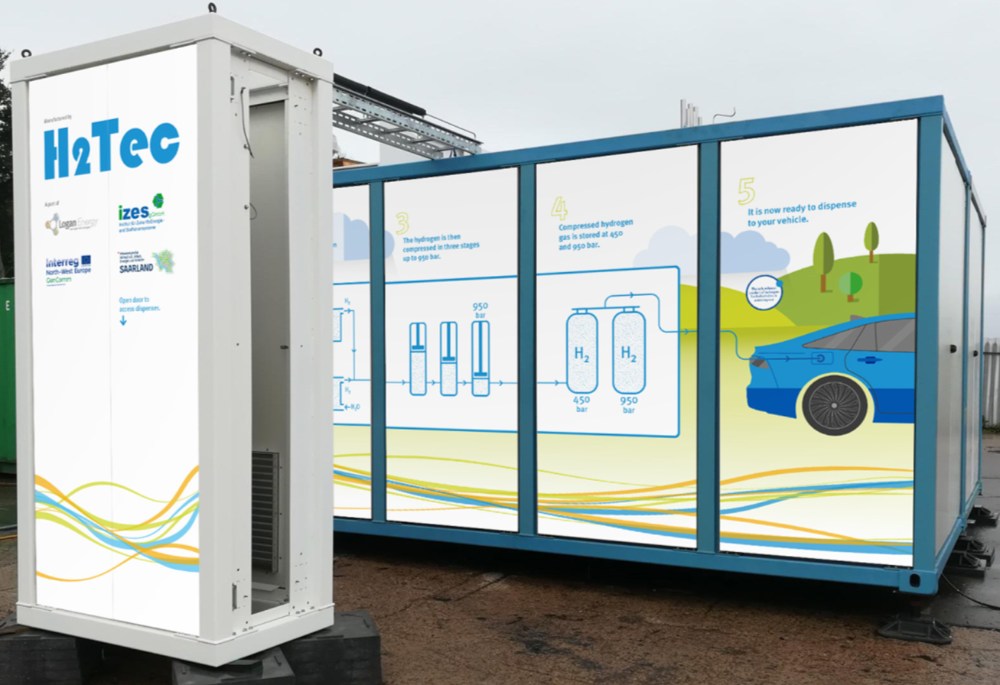 Manufactured by
H2Tec
A part of
Logan Energy
izes gGmbH
Institut für ZukunftsEnergie-
und Stoffstromsysteme
Interreg
North-West Europe
GenComm
SAARLAND
Open door to
access dispenser.
E
n
H2
H2
H2O
3
The hydrogen is then
compressed in three stages
up to 950 bar.
950
bar
4
Compressed hydrogen
gas is stored at 450
and 950 bar.
H2
H2
450
bar
950
bar
5
It is now ready to dispense
to your vehicle.